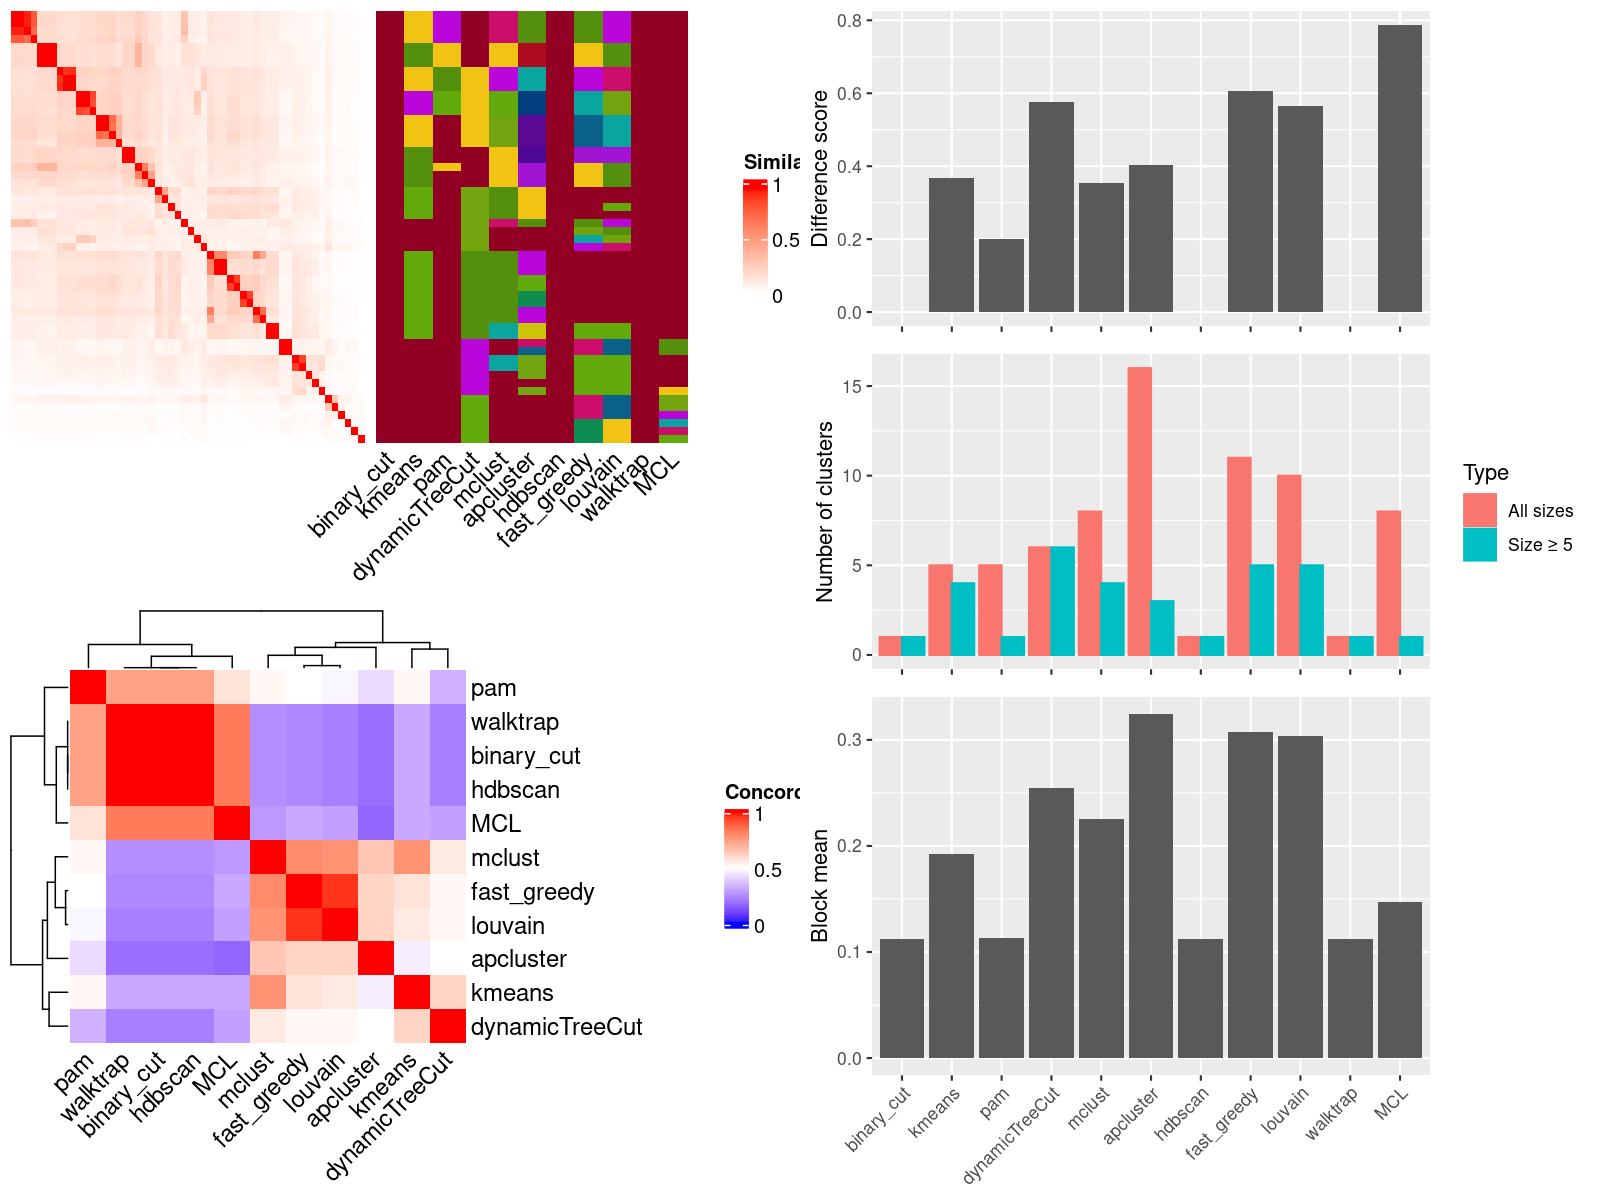 Simila
1
0.5
0
binary_cut
kmeans
pam
dynamicTreeCut
mclust
apcluster
hdbscan
fast_greedy
louvain
walktrap
MCL
pam
walktrap
binary_cut
hdbscan
MCL
mclust
fast_greedy
louvain
apcluster
kmeans
dynamicTreeCut
pam
walktrap
binary_cut
hdbscan
MCL
mclust
fast_greedy
louvain
apcluster
kmeans
dynamicTreeCut
Concord
1
0.5
0
Difference score
0.8
0.6
0.4
0.2
0.0
Number of clusters
15
10
5
0
Type
All sizes
Size ≥ 5
Block mean
0.3
0.2
0.1
0.0
binary_cut
kmeans
pam
dynamicTreeCut
mclust
apcluster
hdbscan
fast_greedy
louvain
walktrap
MCL